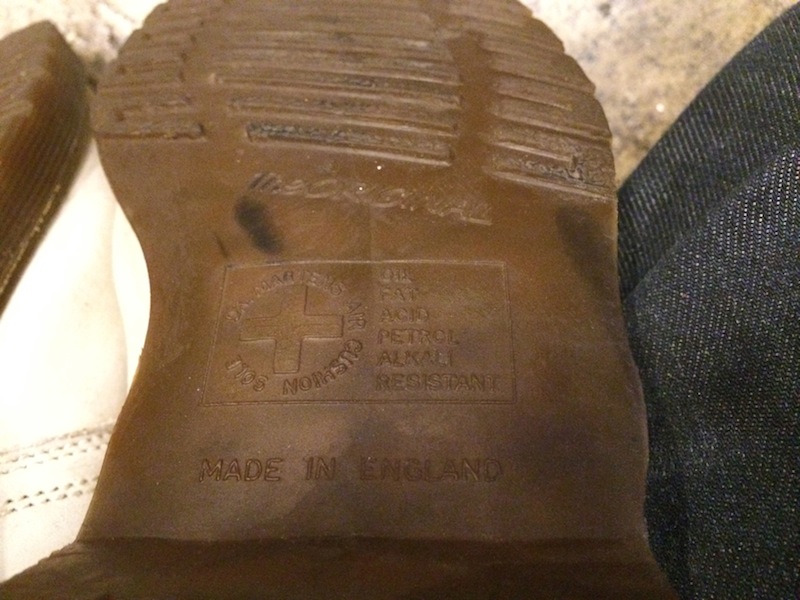 The ORIGINAL
DR. MARTENS AIR CUSHION SOLE
OIL
FAT
ACID
PETROL
ALKALI
RESISTANT
MADE IN ENGLAND